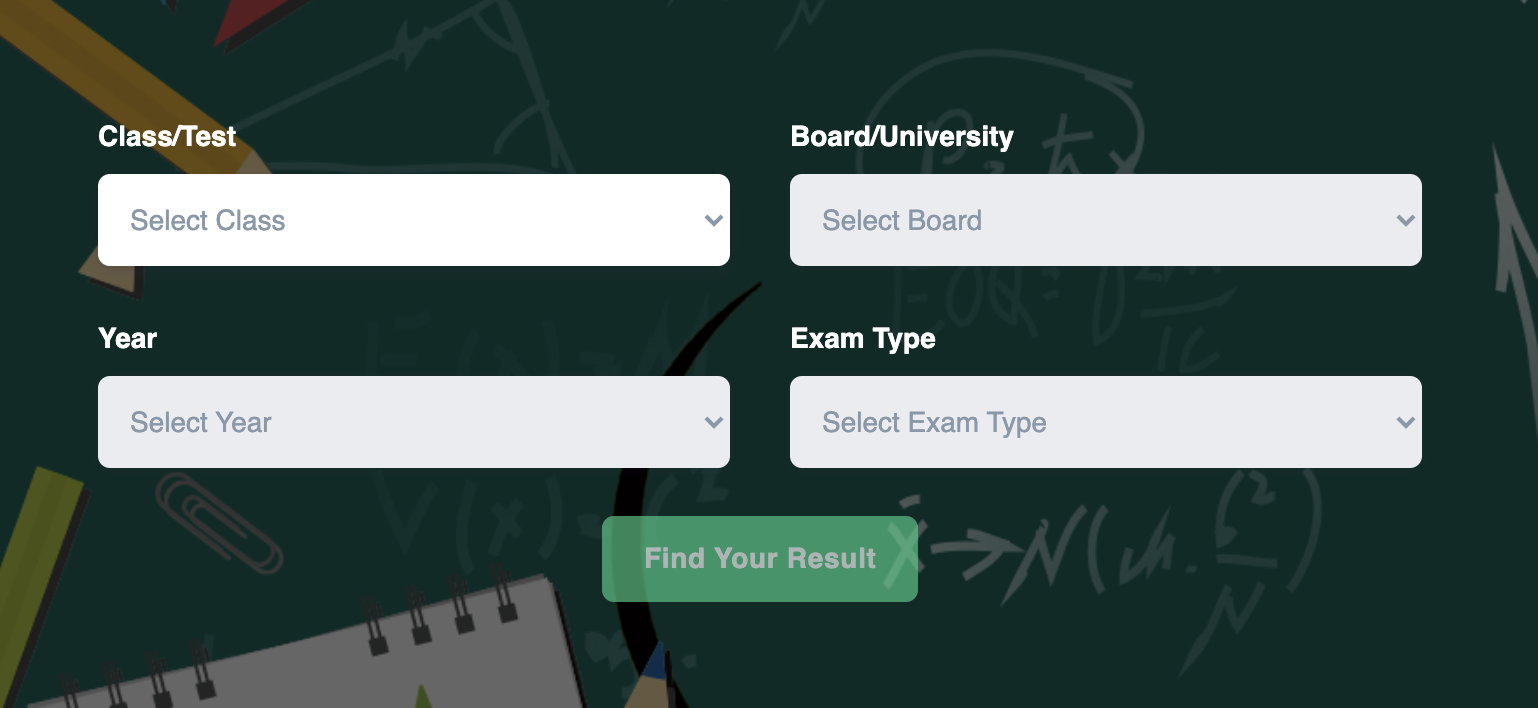 Class/Test
Board/University
Select Class
Select Board
Year
Exam Type
Select Year
Select Exam Type
Find Your Result